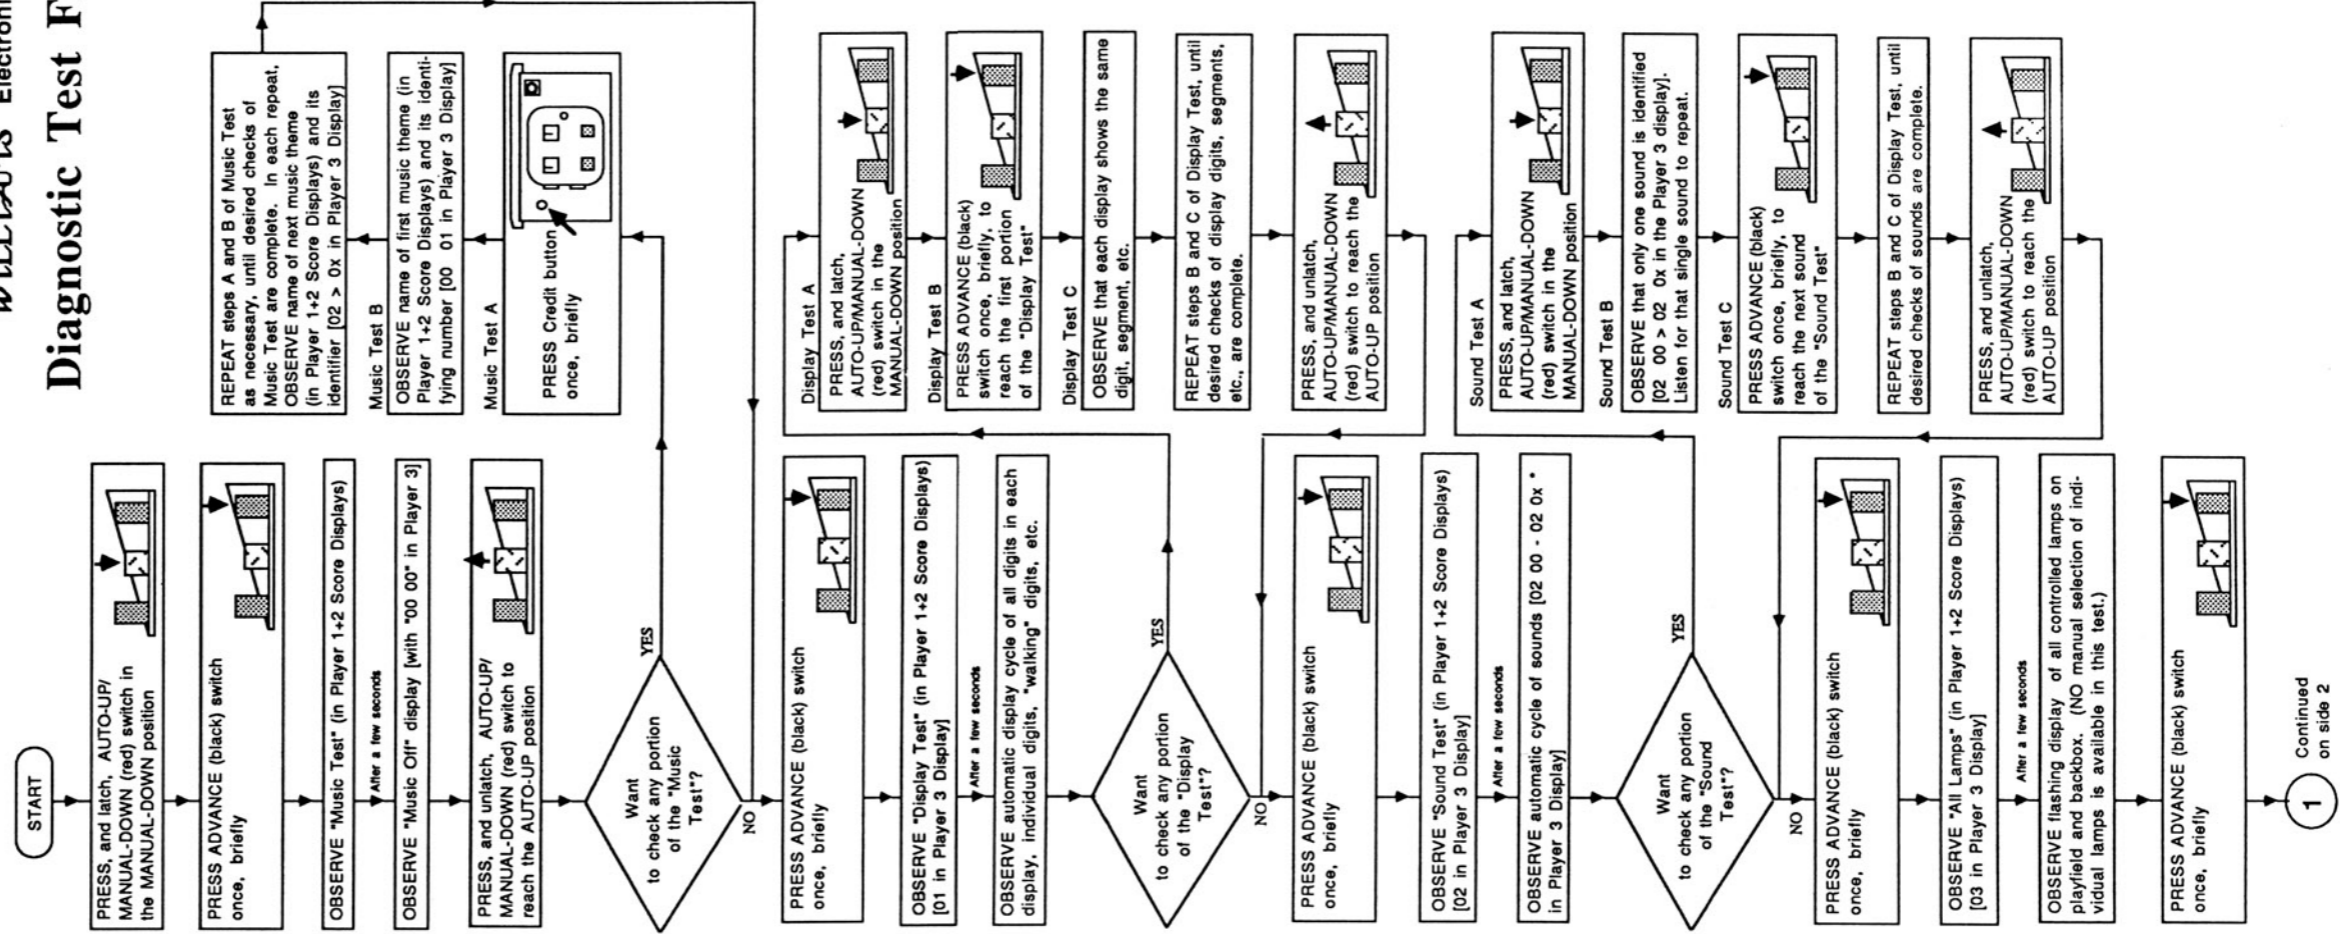 Electroni
Diagnostic Test F
START
PRESS, and latch, AUTO-UP/
MANUAL-DOWN (red) switch in
the MANUAL-DOWN position
PRESS ADVANCE (black) switch
once, briefly
OBSERVE "Music Test" (in Player 1+2 Score Displays)
After a few seconds
OBSERVE "Music Off" display [with "00 00" in Player 3]
PRESS, and unlatch, AUTO-UP/
MANUAL-DOWN (red) switch to
reach the AUTO-UP position
Want
to check any portion
of the "Music
Test"?
YES
NO
Music Test A
PRESS Credit button
once, briefly
Music Test B
OBSERVE name of first music theme (in
Player 1+2 Score Displays) and its identi-
fying number [00 01 in Player 3 Display]
REPEAT steps A and B of Music Test
as necessary, until desired checks of
Music Test are complete. In each repeat,
OBSERVE name of next music theme
(in Player 1+2 Score Displays) and its
identifier [02 > 0x in Player 3 Display]
PRESS ADVANCE (black) switch
once, briefly
OBSERVE "Display Test" (in Player 1+2 Score Displays)
[01 in Player 3 Display]
After a few seconds
OBSERVE automatic display cycle of all digits in each
display, individual digits, "walking" digits, etc.
Want
to check any portion
of the "Display
Test"?
YES
NO
Display Test A
PRESS, and latch,
AUTO-UP/MANUAL-DOWN
(red) switch in the
MANUAL-DOWN position
Display Test B
PRESS ADVANCE (black)
switch once, briefly, to
reach the first portion
of the "Display Test"
Display Test C
OBSERVE that each display shows the same
digit, segment, etc.
REPEAT steps B and C of Display Test, until
desired checks of display digits, segments,
etc., are complete.
PRESS, and unlatch,
AUTO-UP/MANUAL-DOWN
(red) switch to reach the
AUTO-UP position
PRESS ADVANCE (black) switch
once, briefly
OBSERVE "Sound Test" (in Player 1+2 Score Displays)
[02 in Player 3 Display]
After a few seconds
OBSERVE automatic cycle of sounds [02 00 - 02 0x *
in Player 3 Display]
Want
to check any portion
of the "Sound
Test"?
YES
NO
Sound Test A
PRESS, and latch,
AUTO-UP/MANUAL-DOWN
(red) switch in the
MANUAL-DOWN position
Sound Test B
OBSERVE that only one sound is identified
[02 00 > 02 0x in the Player 3 display].
Listen for that single sound to repeat.
Sound Test C
PRESS ADVANCE (black)
switch once, briefly, to
reach the next sound
of the "Sound Test"
REPEAT steps B and C of Display Test, until
desired checks of sounds are complete.
PRESS, and unlatch,
AUTO-UP/MANUAL-DOWN
(red) switch to reach the
AUTO-UP position
PRESS ADVANCE (black) switch
once, briefly
OBSERVE "All Lamps" (in Player 1+2 Score Displays)
[03 in Player 3 Display]
After a few seconds
OBSERVE flashing display of all controlled lamps on
playfield and backbox. (NO manual selection of indi-
vidual lamps is available in this test.)
PRESS ADVANCE (black) switch
once, briefly
1
Continued
on side 2